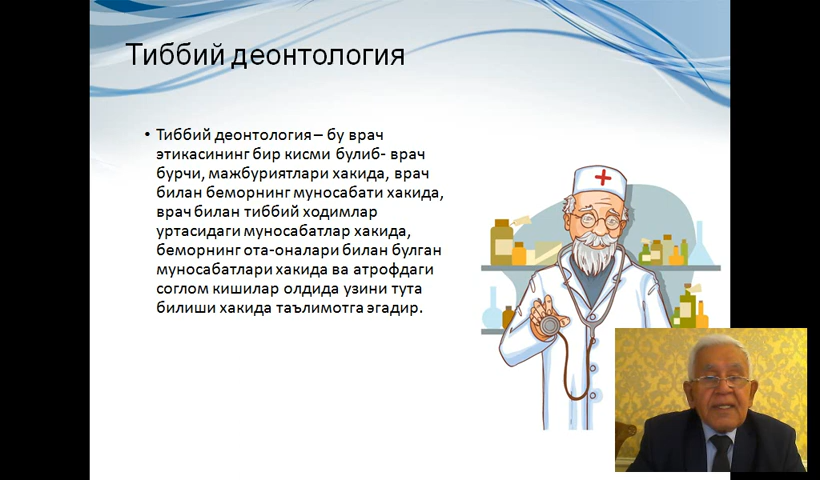 Тиббий деонтология
• Тиббий деонтология – бу врач
этикасининг бир кисми булиб- врач
бурчи, мажбуриятлари хакида, врач
билан беморнинг муносабати хакида,
врач билан тиббий ходимлар
уртасидаги муносабатлар хакида,
беморнинг ота-оналари билан булган
муносабатлари хакида ва атрофдаги
соглом кишилар олдида узини тута
билиши хакида таълимотга эгадир.